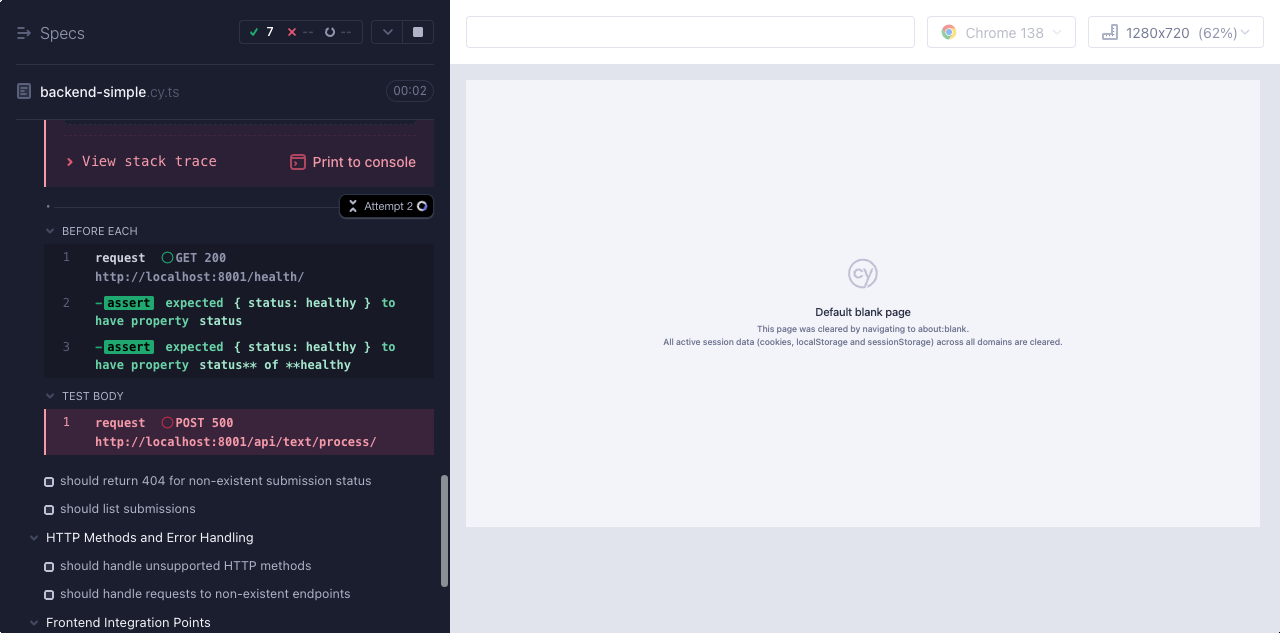 Specs
7
--
--
Chrome 138
1280x720 (62%)
backend-simple.cy.ts
00:02
View stack trace
Print to console
Attempt 2
BEFORE EACH
1 request GET 200
http://localhost:8001/health/
2 -assert expected { status: healthy } to
have property status
3 -assert expected { status: healthy } to
have property status** of **healthy
TEST BODY
1 request POST 500
http://localhost:8001/api/text/process/
should return 404 for non-existent submission status
should list submissions
HTTP Methods and Error Handling
should handle unsupported HTTP methods
should handle requests to non-existent endpoints
Frontend Integration Points
cy
Default blank page
This page was cleared by navigating to about:blank.
All active session data (cookies, localStorage and sessionStorage) across all domains are cleared.